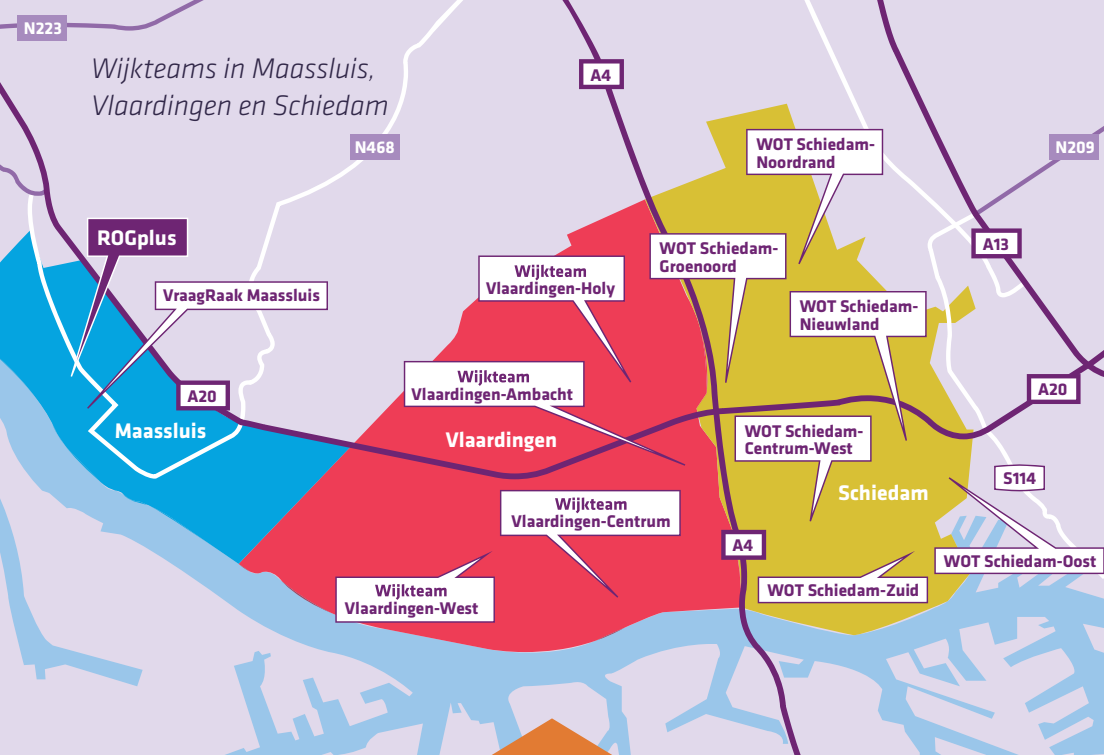 N223
Wijkteams in Maassluis,
Vlaardingen en Schiedam
A4
N468
WOT Schiedam-
Noordrand
N209
ROGplus
A13
WOT Schiedam-
Groenoord
Wijkteam
Vlaardingen-Holy
VraagRaak Maassluis
WOT Schiedam-
Nieuwland
Wijkteam
Vlaardingen-Ambacht
A20
A20
Maassluis
Vlaardingen
WOT Schiedam-
Centrum-West
S114
Schiedam
Wijkteam
Vlaardingen-Centrum
A4
WOT Schiedam-Oost
Wijkteam
Vlaardingen-West
WOT Schiedam-Zuid